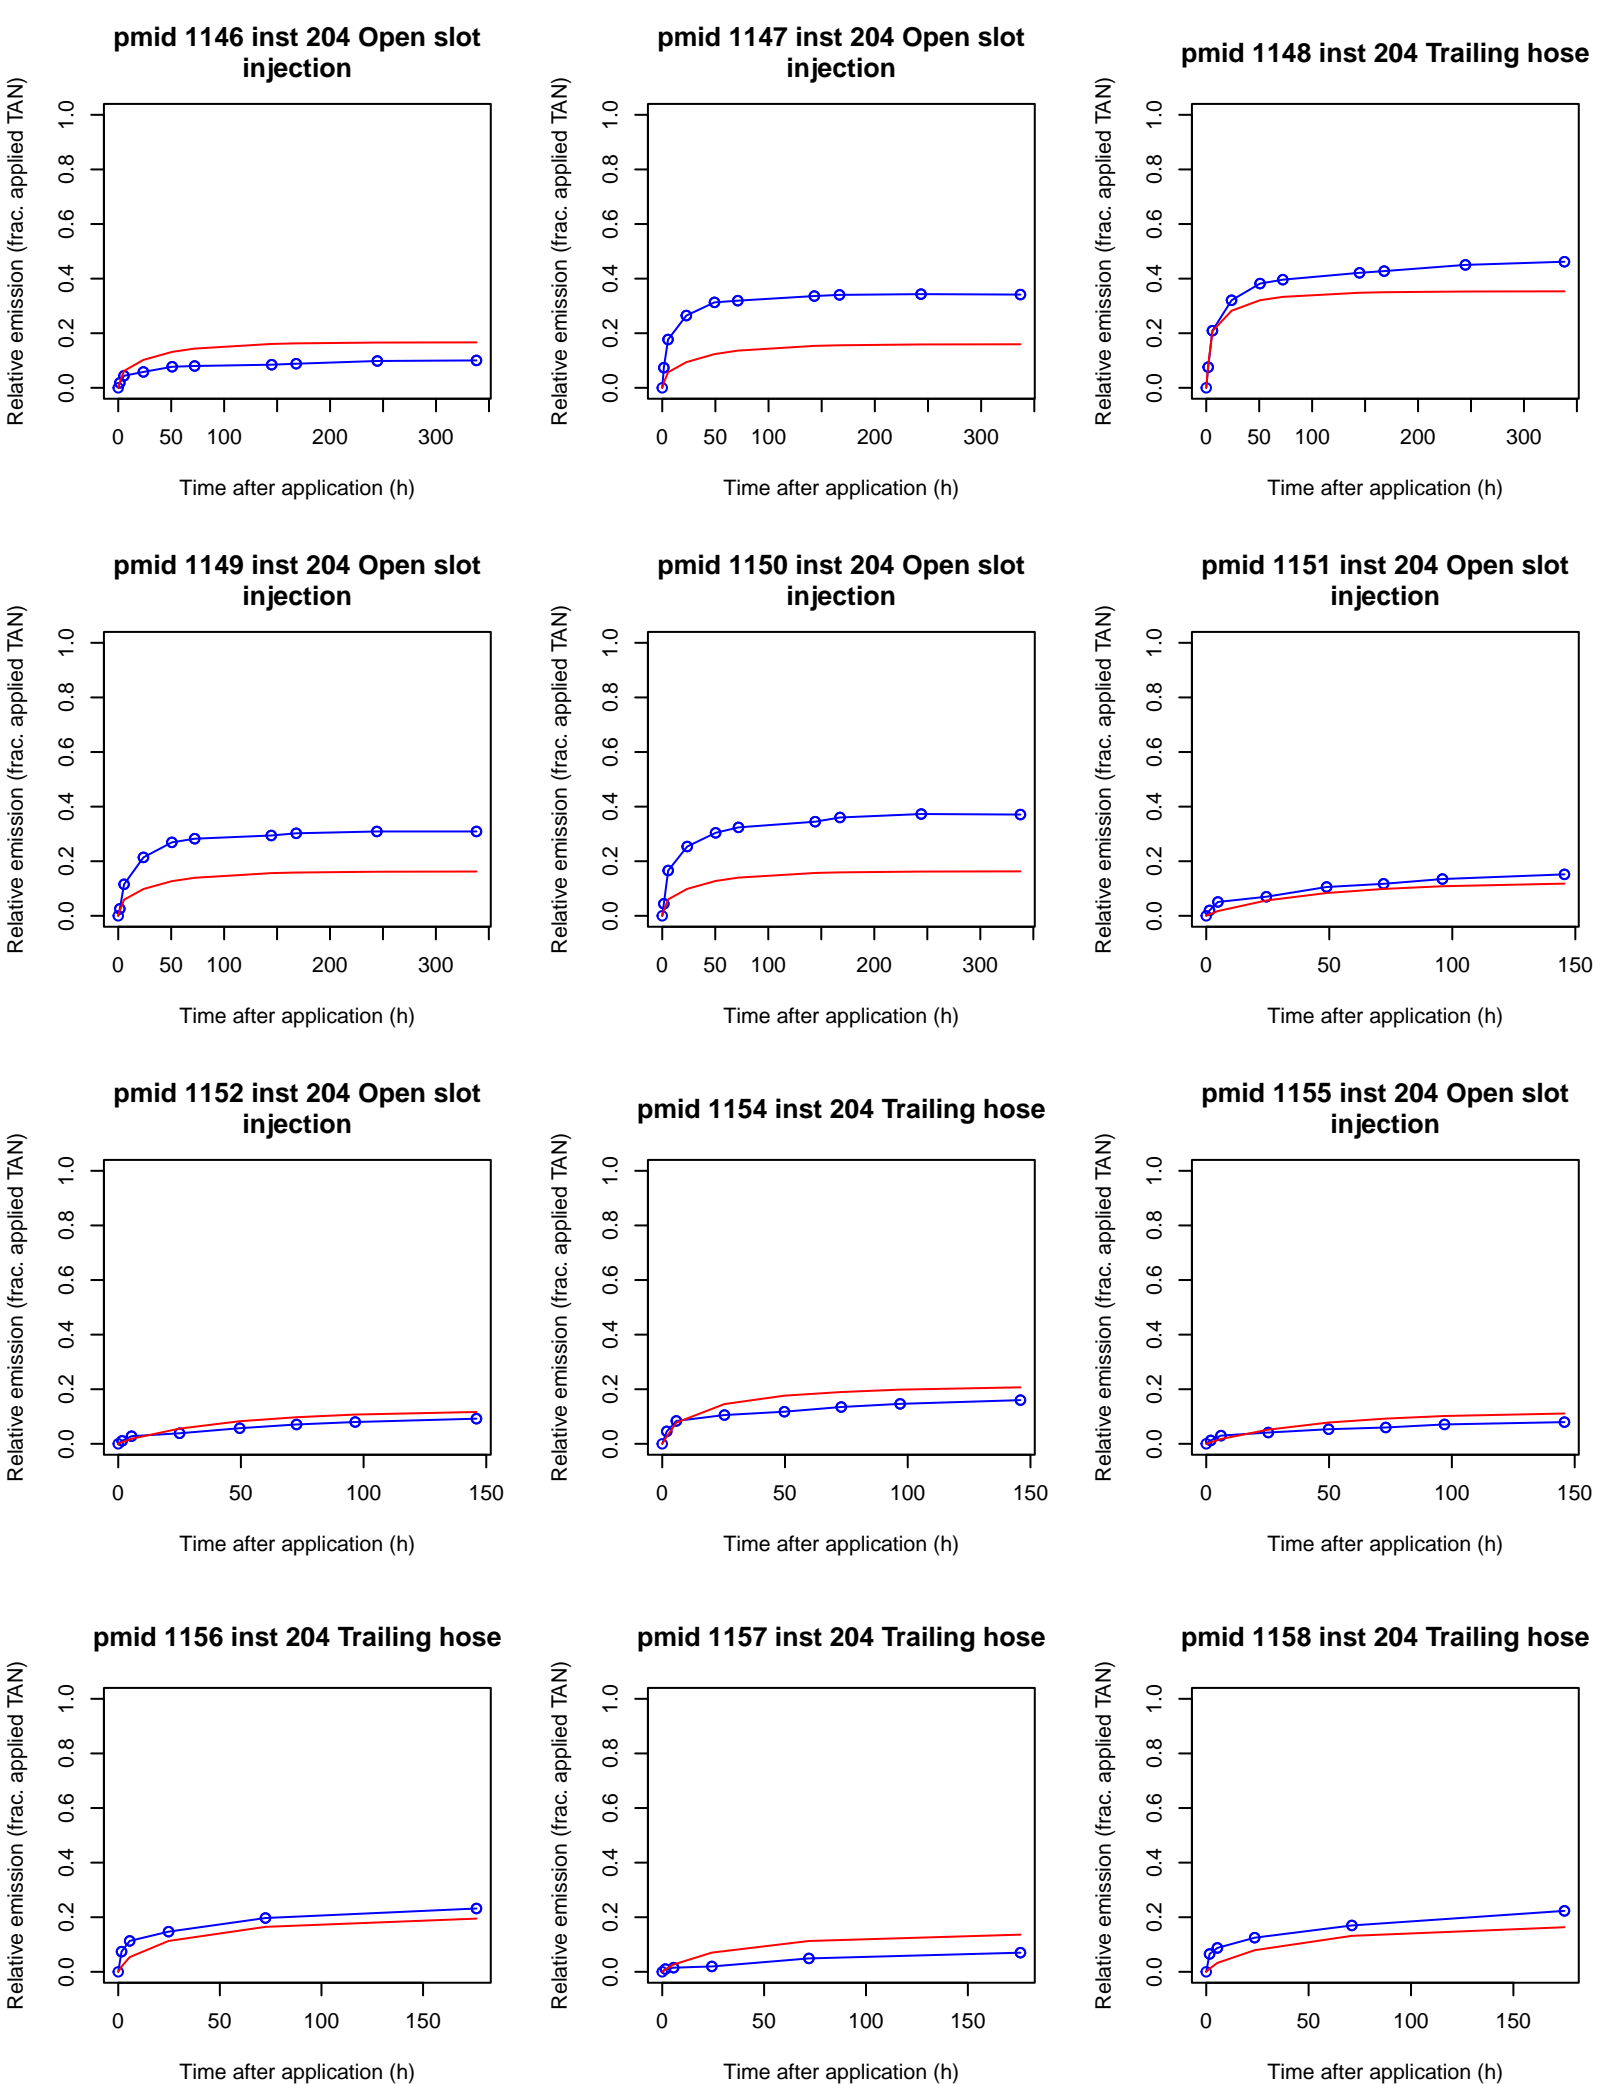 pmid 1146 inst 204 Open slot
injection
Relative emission (frac. applied TAN)
1.0
0.8
0.6
0.4
0.2
0.0
0 50 100 200 300
Time after application (h)
pmid 1147 inst 204 Open slot
injection
Relative emission (frac. applied TAN)
1.0
0.8
0.6
0.4
0.2
0.0
0 50 100 200 300
Time after application (h)
pmid 1148 inst 204 Trailing hose
Relative emission (frac. applied TAN)
1.0
0.8
0.6
0.4
0.2
0.0
0 50 100 200 300
Time after application (h)
pmid 1149 inst 204 Open slot
injection
Relative emission (frac. applied TAN)
1.0
0.8
0.6
0.4
0.2
0.0
0 50 100 200 300
Time after application (h)
pmid 1150 inst 204 Open slot
injection
Relative emission (frac. applied TAN)
1.0
0.8
0.6
0.4
0.2
0.0
0 50 100 200 300
Time after application (h)
pmid 1151 inst 204 Open slot
injection
Relative emission (frac. applied TAN)
1.0
0.8
0.6
0.4
0.2
0.0
0 50 100 150
Time after application (h)
pmid 1152 inst 204 Open slot
injection
Relative emission (frac. applied TAN)
1.0
0.8
0.6
0.4
0.2
0.0
0 50 100 150
Time after application (h)
pmid 1154 inst 204 Trailing hose
Relative emission (frac. applied TAN)
1.0
0.8
0.6
0.4
0.2
0.0
0 50 100 150
Time after application (h)
pmid 1155 inst 204 Open slot
injection
Relative emission (frac. applied TAN)
1.0
0.8
0.6
0.4
0.2
0.0
0 50 100 150
Time after application (h)
pmid 1156 inst 204 Trailing hose
Relative emission (frac. applied TAN)
1.0
0.8
0.6
0.4
0.2
0.0
0 50 100 150
Time after application (h)
pmid 1157 inst 204 Trailing hose
Relative emission (frac. applied TAN)
1.0
0.8
0.6
0.4
0.2
0.0
0 50 100 150
Time after application (h)
pmid 1158 inst 204 Trailing hose
Relative emission (frac. applied TAN)
1.0
0.8
0.6
0.4
0.2
0.0
0 50 100 150
Time after application (h)